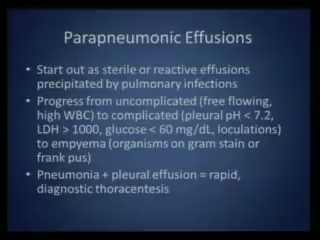 Parapneumonic Effusions
• Start out as sterile or reactive effusions
precipitated by pulmonary infections
• Progress from uncomplicated (free flowing,
high WBC) to complicated (pleural pH < 7.2,
LDH > 1000, glucose < 60 mg/dL, loculations)
to empyema (organisms on gram stain or
frank pus)
• Pneumonia + pleural effusion = rapid,
diagnostic thoracentesis